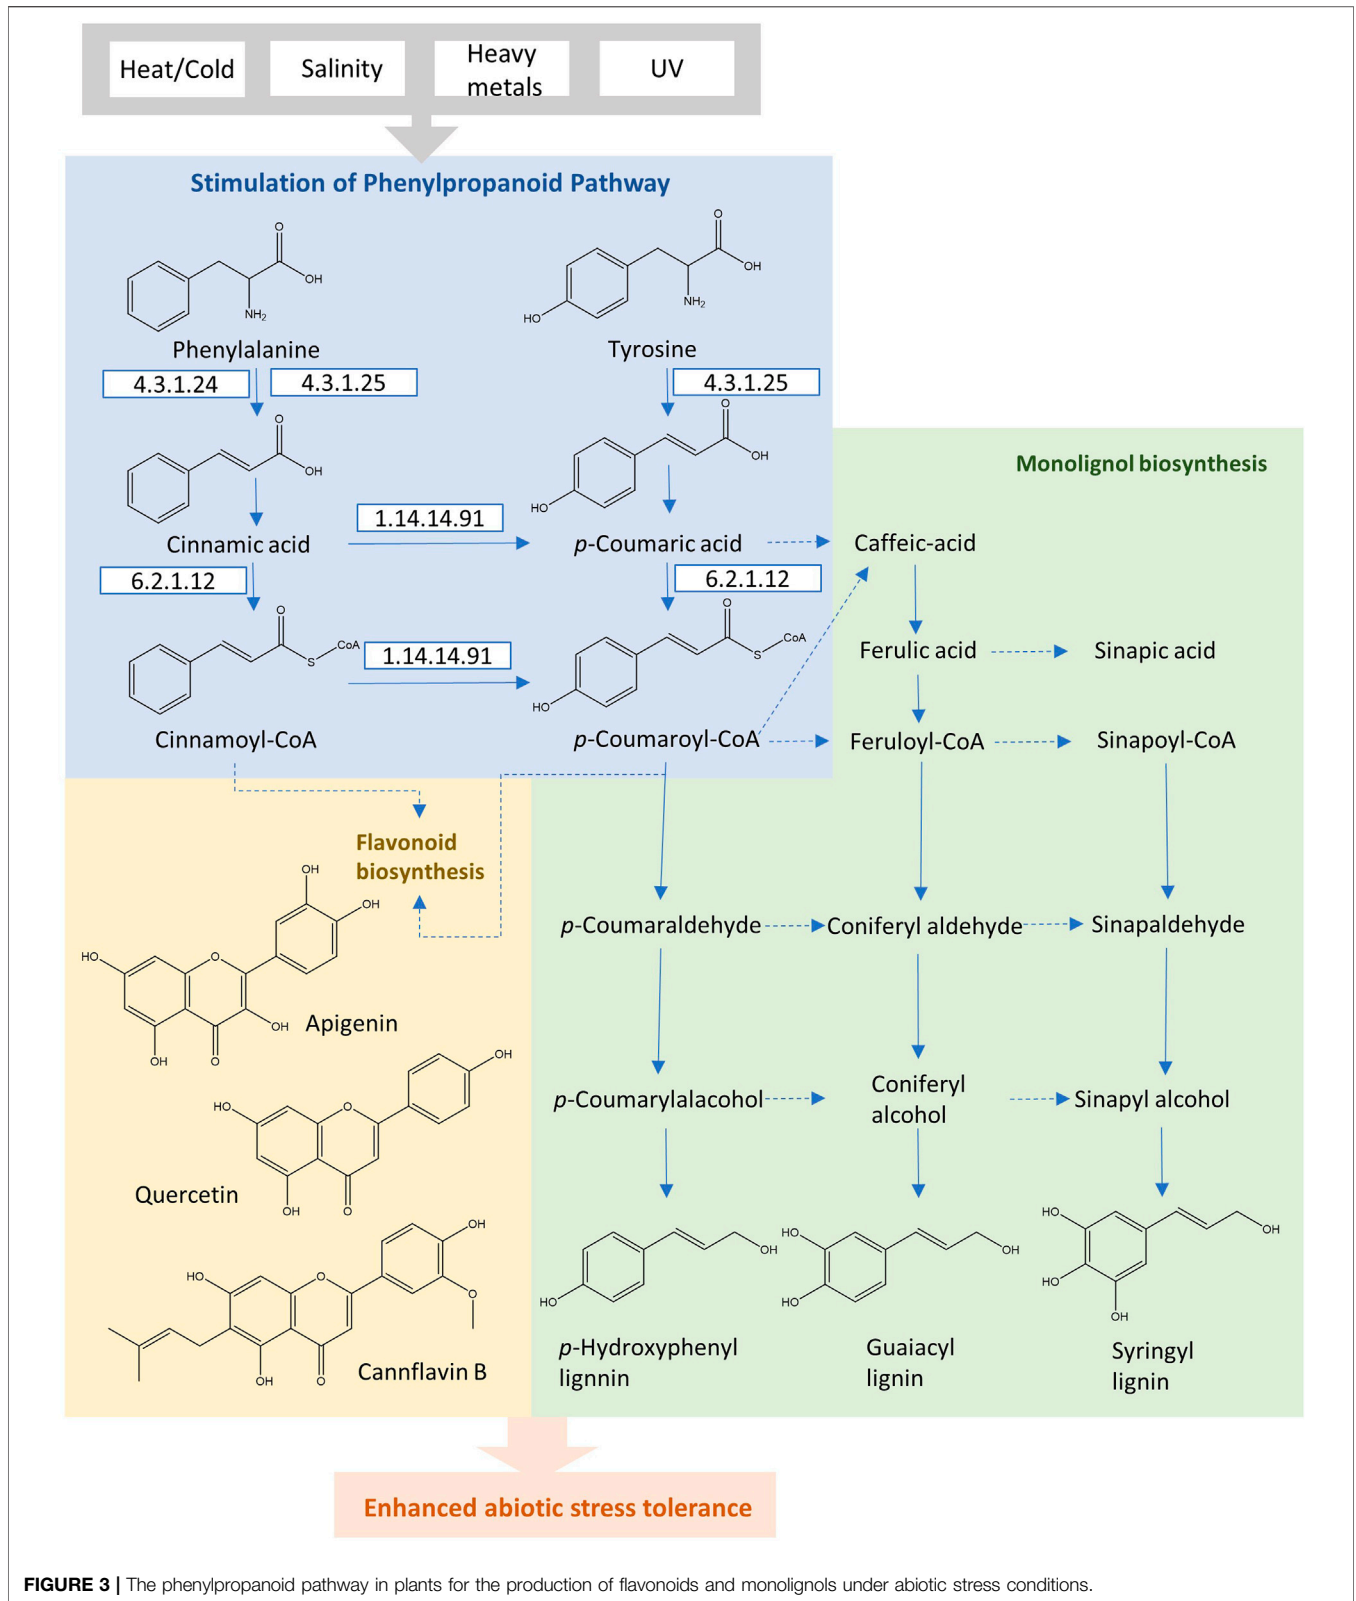 Heat/Cold
Salinity
Heavy
metals
UV
Stimulation of Phenylpropanoid Pathway
O
OH
NH2
O
OH
NH2
HO
Phenylalanine
Tyrosine
4.3.1.24
4.3.1.25
4.3.1.25
O
OH
O
OH
HO
Monolignol biosynthesis
1.14.14.91
Cinnamic acid
p-Coumaric acid
Caffeic-acid
6.2.1.12
6.2.1.12
O
S
CoA
O
S
CoA
HO
1.14.14.91
Ferulic acid
Sinapic acid
Cinnamoyl-CoA
p-Coumaroyl-CoA
Feruloyl-CoA
Sinapoyl-CoA
Flavonoid
biosynthesis
OH
OH
HO
O
OH
OH
O
Apigenin
p-Coumaraldehyde
Coniferyl aldehyde
Sinapaldehyde
OH
HO
O
OH
O
Quercetin
p-Coumarylalacohol
Coniferyl
alcohol
Sinapyl alcohol
OH
HO
O
O
OH
O
Cannflavin B
OH
HO
HO
OH
HO
HO
OH
HO
OH
p-Hydroxyphenyl
lignnin
Guaiacyl
lignin
Syringyl
lignin
Enhanced abiotic stress tolerance
FIGURE 3 | The phenylpropanoid pathway in plants for the production of flavonoids and monolignols under abiotic stress conditions.